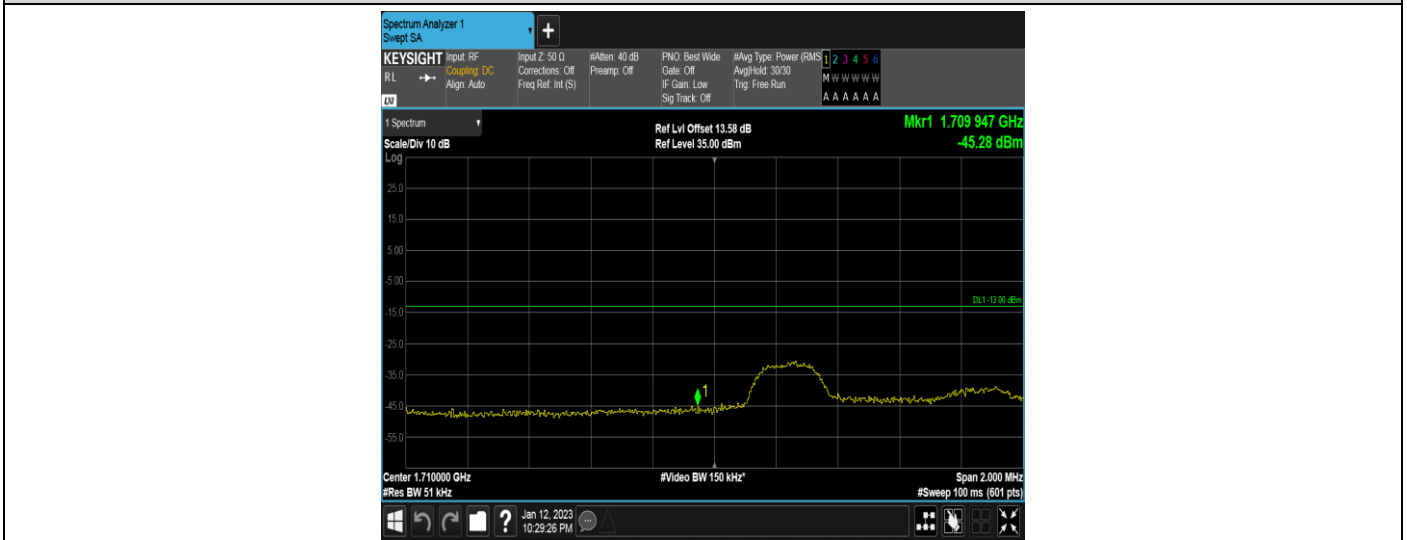 Spectrum Analyzer 1
Swept SA
+
KEYSIGHT
RL
LXI
Input: RF
Coupling: DC
Align: Auto
Input Z: 50 Ω
Corrections: Off
Freq Ref: Int (S)
#Atten: 40 dB
Preamp: Off
PNO: Best Wide
Gate: Off
IF Gain: Low
Sig Track: Off
#Avg Type: Power (RMS
Avg|Hold: 30/30
Trig: Free Run
1 2 3 4 5 6
M W W W W W
A A A A A A
1 Spectrum
Scale/Div 10 dB
Log
Ref Lvl Offset 13.58 dB
Ref Level 35.00 dBm
Mkr1 1.709 947 GHz
-45.28 dBm
25.0
15.0
5.00
-5.00
DL1 -13.00 dBm
-15.0
-25.0
-35.0
1
-45.0
-55.0
Center 1.710000 GHz
#Video BW 150 kHz*
Span 2.000 MHz
#Res BW 51 kHz
#Sweep 100 ms (601 pts)
?
Jan 12, 2023
10:29:26 PM